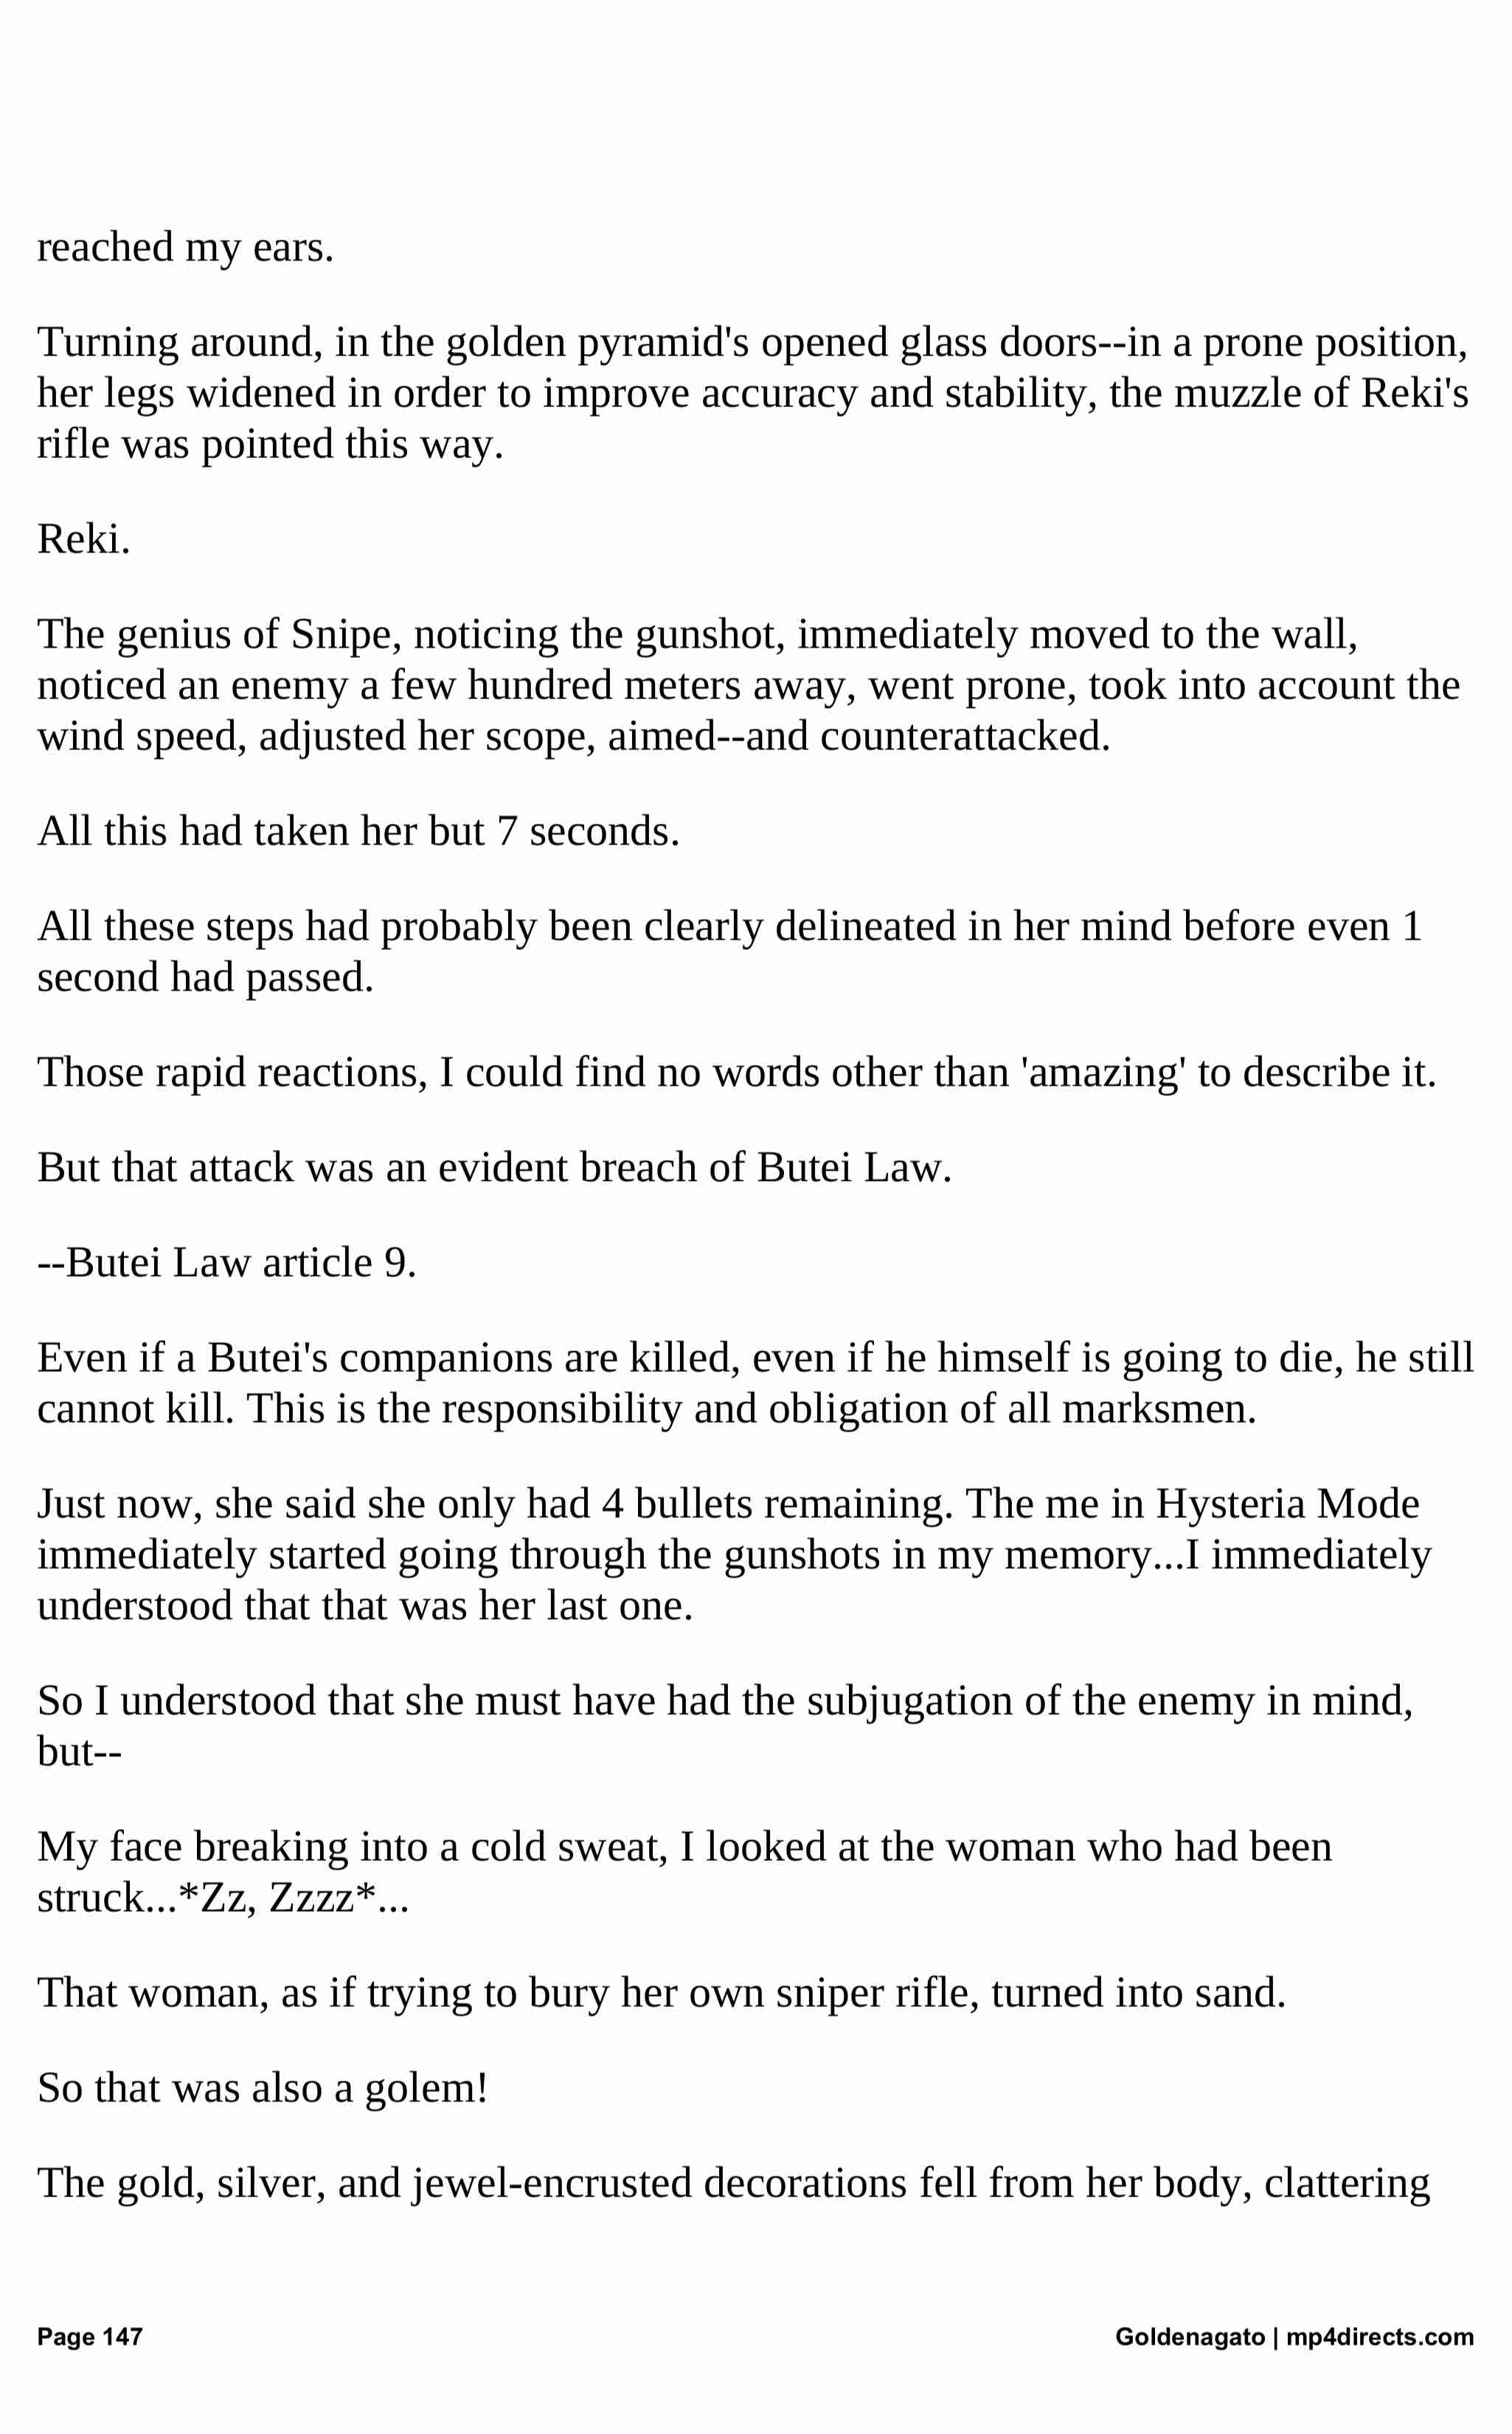 reached my ears.
Turning around, in the golden pyramid's opened glass doors--in a prone position,
her legs widened in order to improve accuracy and stability, the muzzle of Reki's
rifle was pointed this way.
Reki.
The genius of Snipe, noticing the gunshot, immediately moved to the wall,
noticed an enemy a few hundred meters away, went prone, took into account the
wind speed, adjusted her scope, aimed--and counterattacked.
All this had taken her but 7 seconds.
All these steps had probably been clearly delineated in her mind before even 1
second had passed.
Those rapid reactions, I could find no words other than 'amazing' to describe it.
But that attack was an evident breach of Butei Law.
--Butei Law article 9.
Even if a Butei's companions are killed, even if he himself is going to die, he still
cannot kill. This is the responsibility and obligation of all marksmen.
Just now, she said she only had 4 bullets remaining. The me in Hysteria Mode
immediately started going through the gunshots in my memory...I immediately
understood that that was her last one.
So I understood that she must have had the subjugation of the enemy in mind,
but--
My face breaking into a cold sweat, I looked at the woman who had been
struck...*Zz, Zzzz*...
That woman, as if trying to bury her own sniper rifle, turned into sand.
So that was also a golem!
The gold, silver, and jewel-encrusted decorations fell from her body, clattering
Page 147 Goldenagato | mp4directs.com